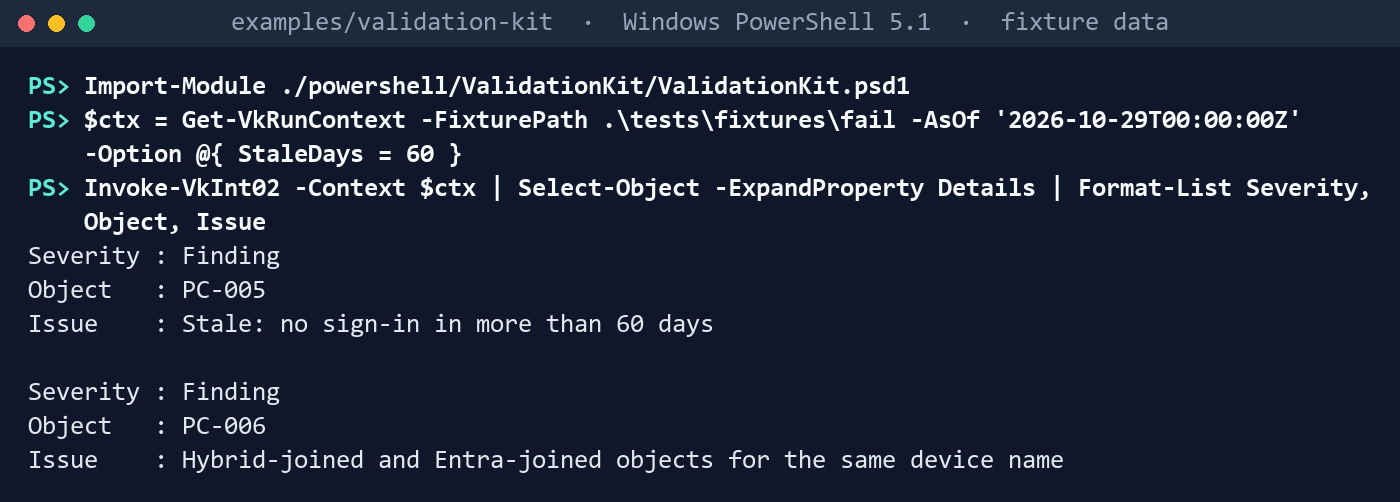 examples/validation-kit · Windows PowerShell 5.1 · fixture data
PS> Import-Module ./powershell/ValidationKit/ValidationKit.psd1
PS> $ctx = Get-VkRunContext -FixturePath .\tests\fixtures\fail -AsOf '2026-10-29T00:00:00Z'
-Option @{ StaleDays = 60 }
PS> Invoke-VkInt02 -Context $ctx | Select-Object -ExpandProperty Details | Format-List Severity,
Object, Issue
Severity : Finding
Object   : PC-005
Issue    : Stale: no sign-in in more than 60 days
Severity : Finding
Object   : PC-006
Issue    : Hybrid-joined and Entra-joined objects for the same device name